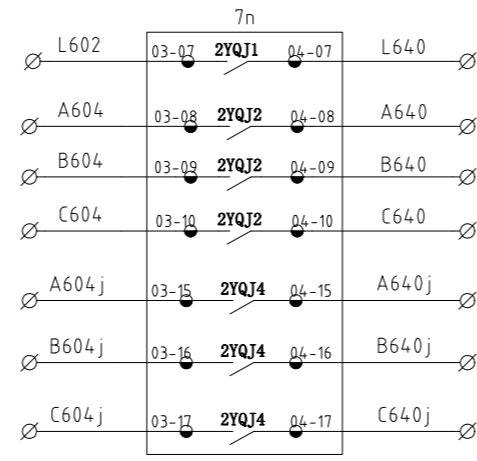 7n
L602 03-07 2YQJ1 04-07 L640
A604 03-08 2YQJ2 04-08 A640
B604 03-09 2YQJ2 04-09 B640
C604 03-10 2YQJ2 04-10 C640
A604j 03-15 2YQJ4 04-15 A640j
B604j 03-16 2YQJ4 04-16 B640j
C604j 03-17 2YQJ4 04-17 C640j